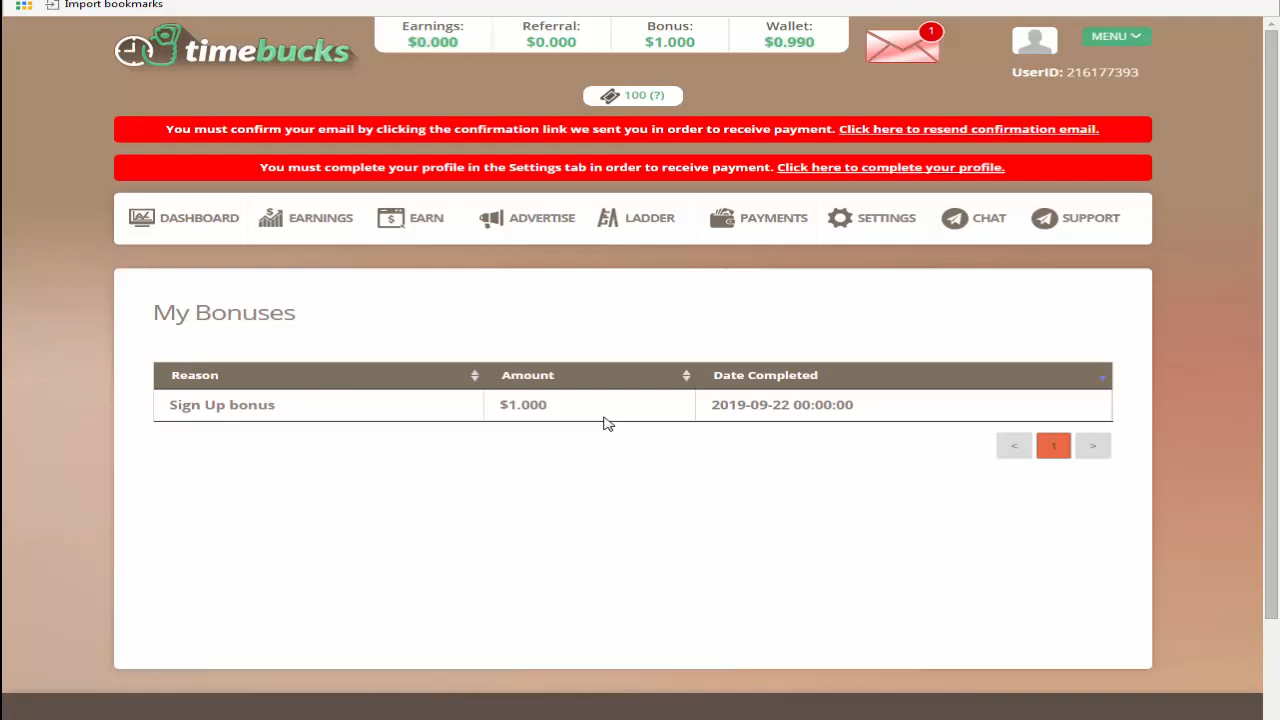 Import bookmarks
timebucks
Earnings: Referral: Bonus: Wallet:
$0.000 $0.000 $1.000 $0.990
1
MENU
UserID: 216177393
100 (?)
You must confirm your email by clicking the confirmation link we sent you in order to receive payment. Click here to resend confirmation email.
You must complete your profile in the Settings tab in order to receive payment. Click here to complete your profile.
DASHBOARD EARNINGS EARN ADVERTISE LADDER PAYMENTS SETTINGS CHAT SUPPORT
My Bonuses
Reason Amount Date Completed
Sign Up bonus $1.000 2019-09-22 00:00:00
< 1 >